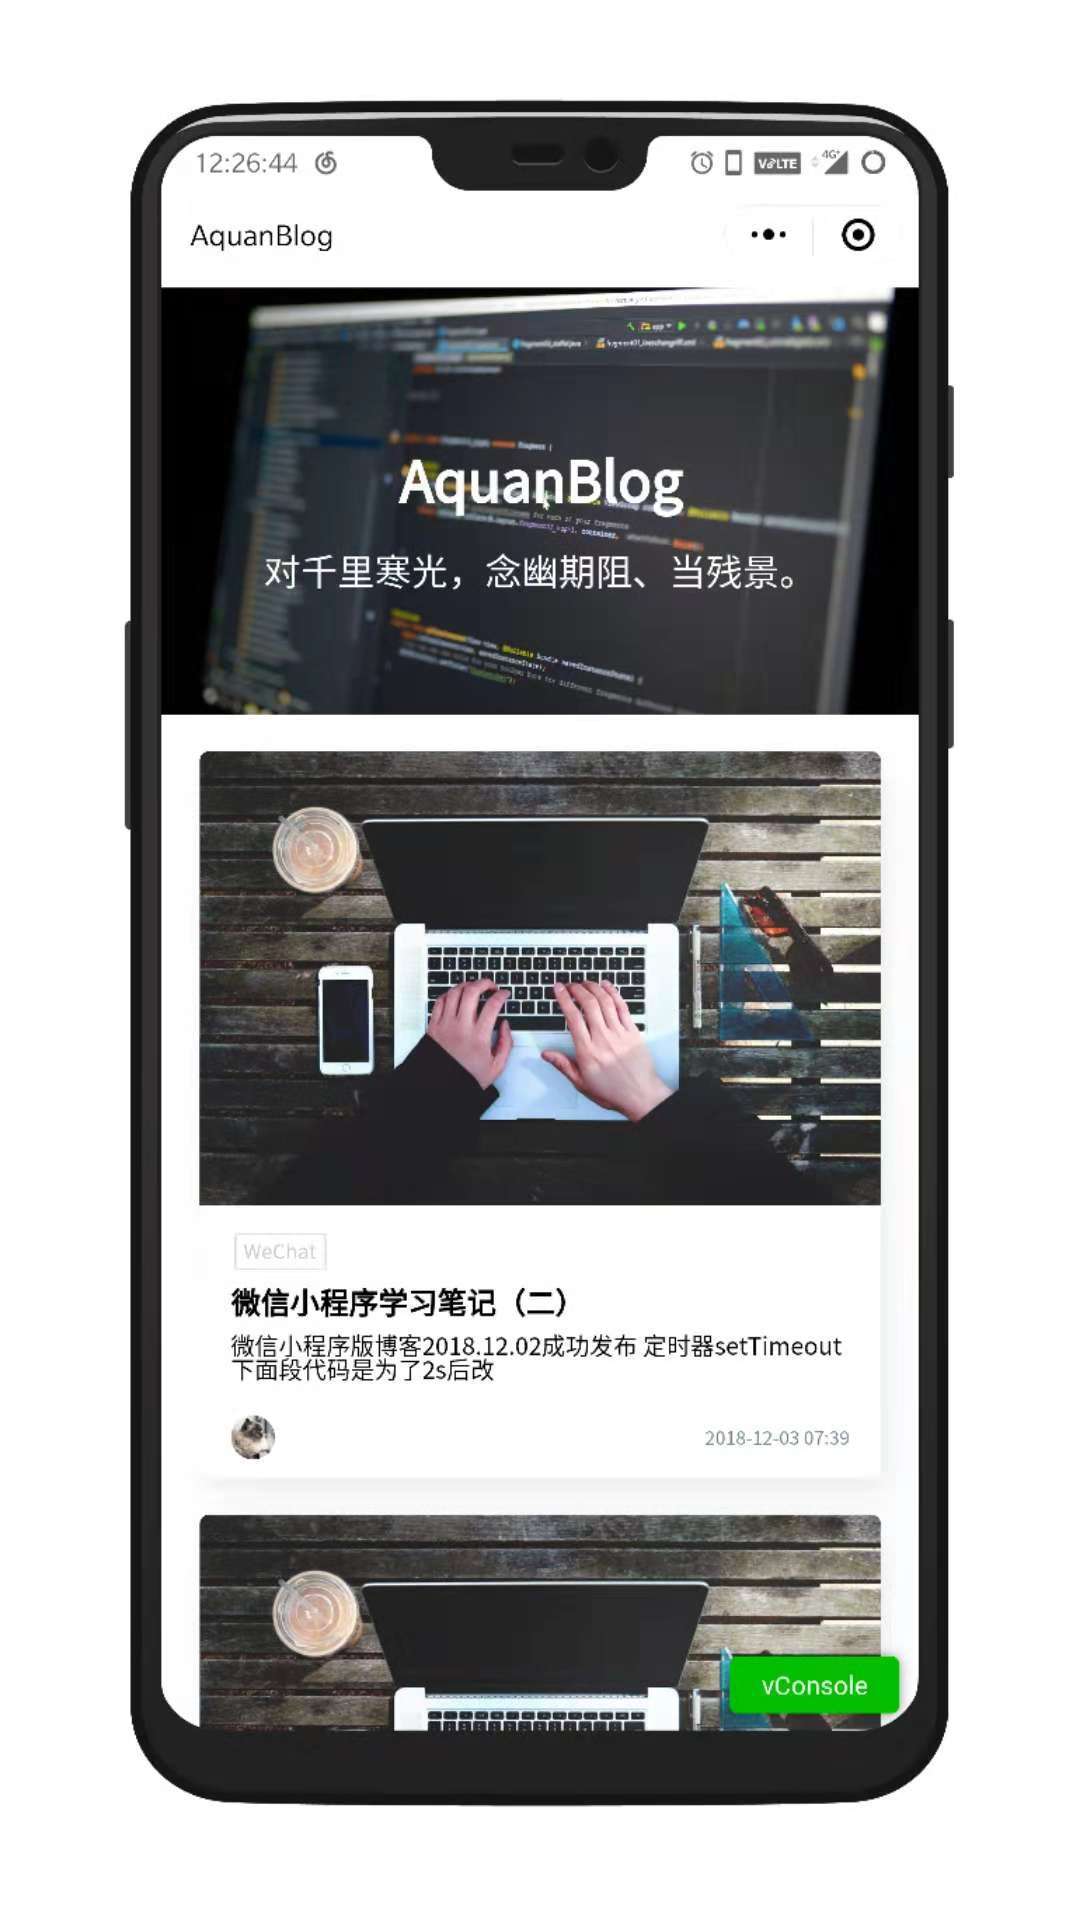 12:26:44
VoLTE
4G+
AquanBlog
AquanBlog
对千里寒光，念幽期阻、当残景。
WeChat
微信小程序学习笔记（二）
微信小程序版博客2018.12.02成功发布 定时器setTimeout
下面段代码是为了2s后改
2018-12-03 07:39
vConsole